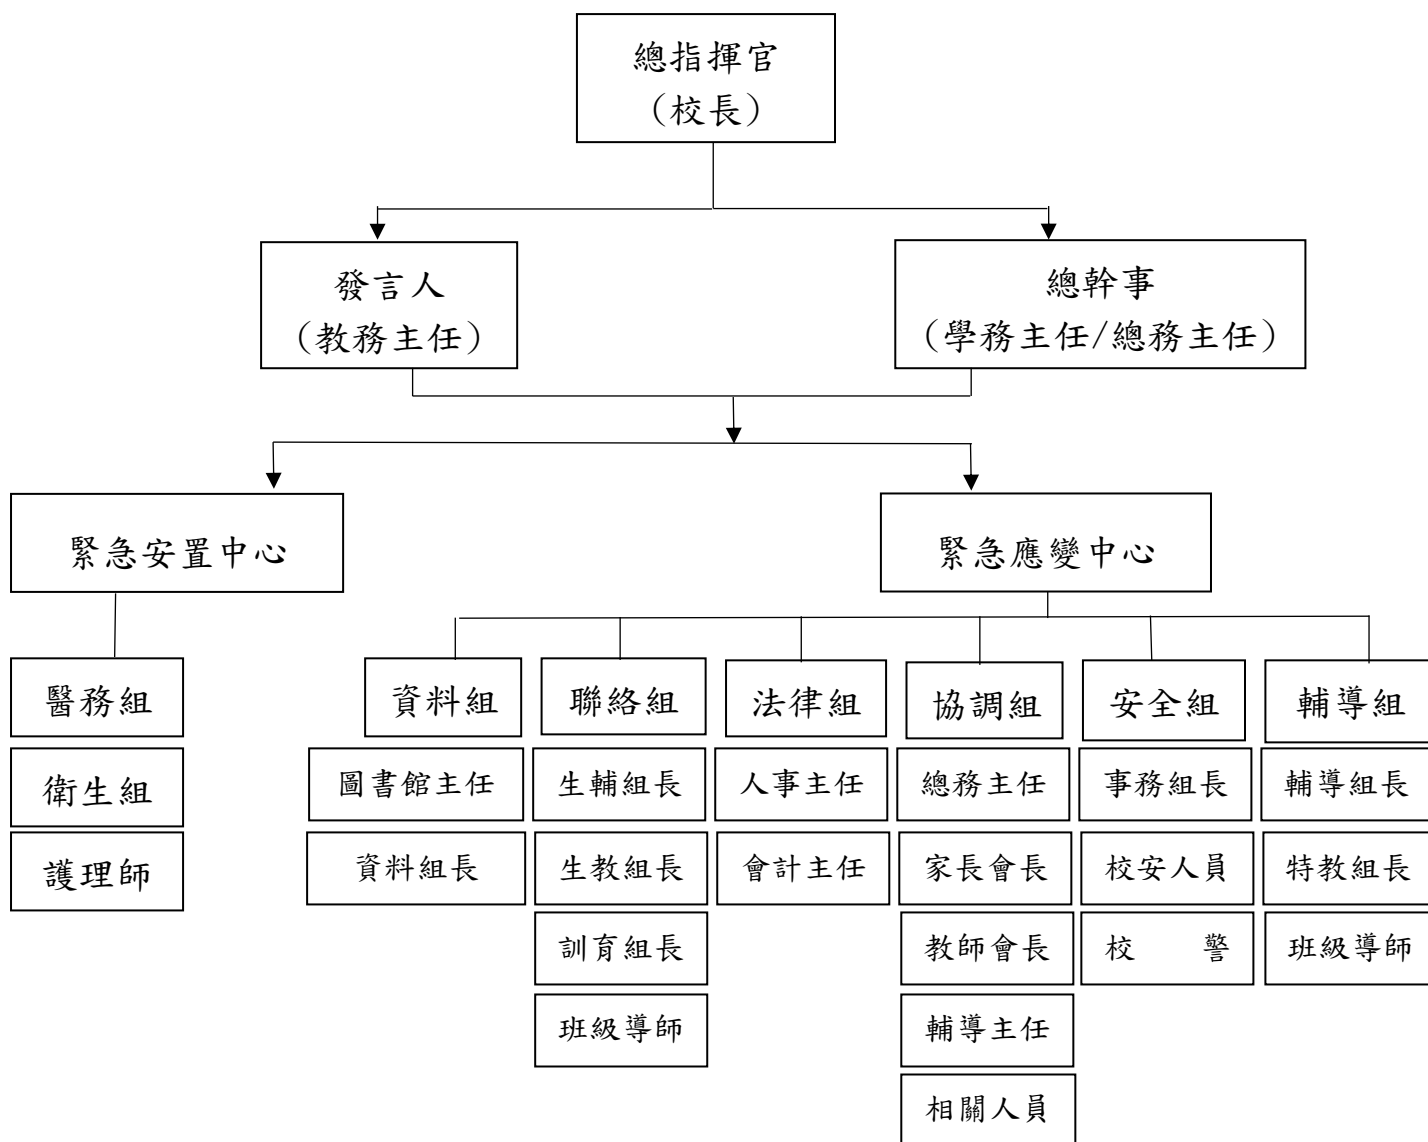 總指揮官
（校長）
發言人
（教務主任）
總幹事
（學務主任/總務主任）
緊急安置中心
緊急應變中心
醫務組
資料組
聯絡組
法律組
協調組
安全組
輔導組
衛生組
圖書館主任
生輔組長
人事主任
總務主任
事務組長
輔導組長
護理師
資料組長
生教組長
會計主任
家長會長
校安人員
特教組長
訓育組長
教師會長
校　　警
班級導師
班級導師
輔導主任
相關人員